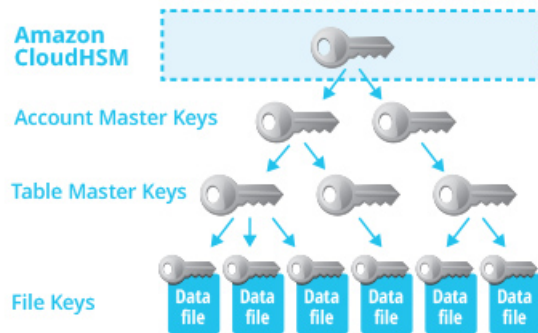 Amazon
CloudHSM
Account Master Keys
Table Master Keys
File Keys
Data
file
Data
file
Data
file
Data
file
Data
file
Data
file